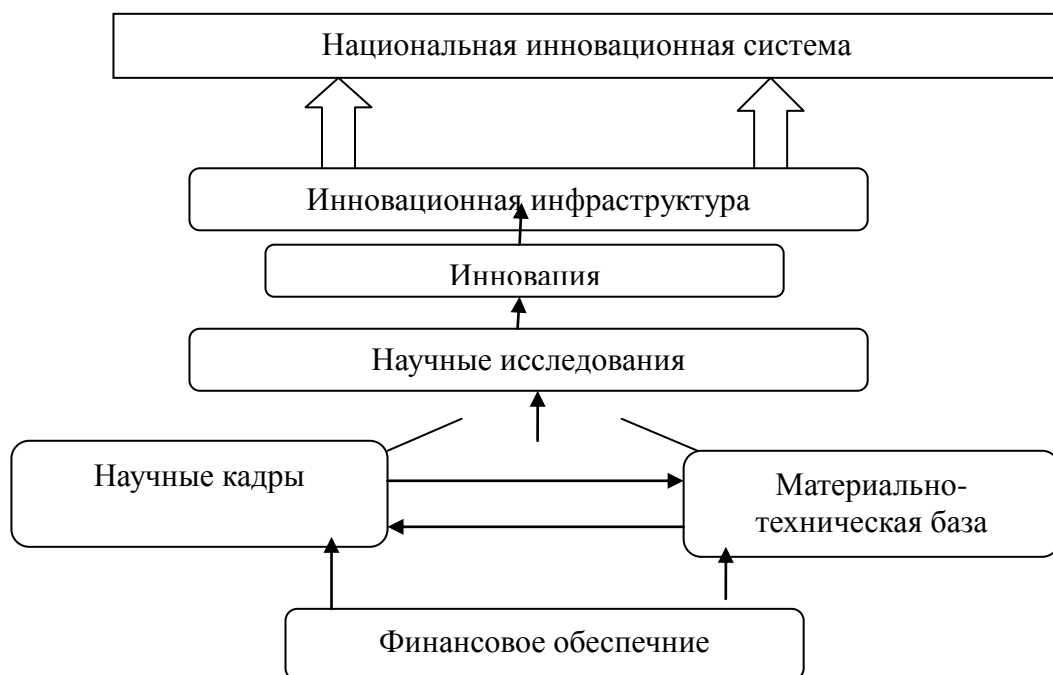 Национальная инновационная система
Инновационная инфраструктура
Инновация
Научные исследования
Научные кадры
Материально-
техническая база
Финансовое обеспечние